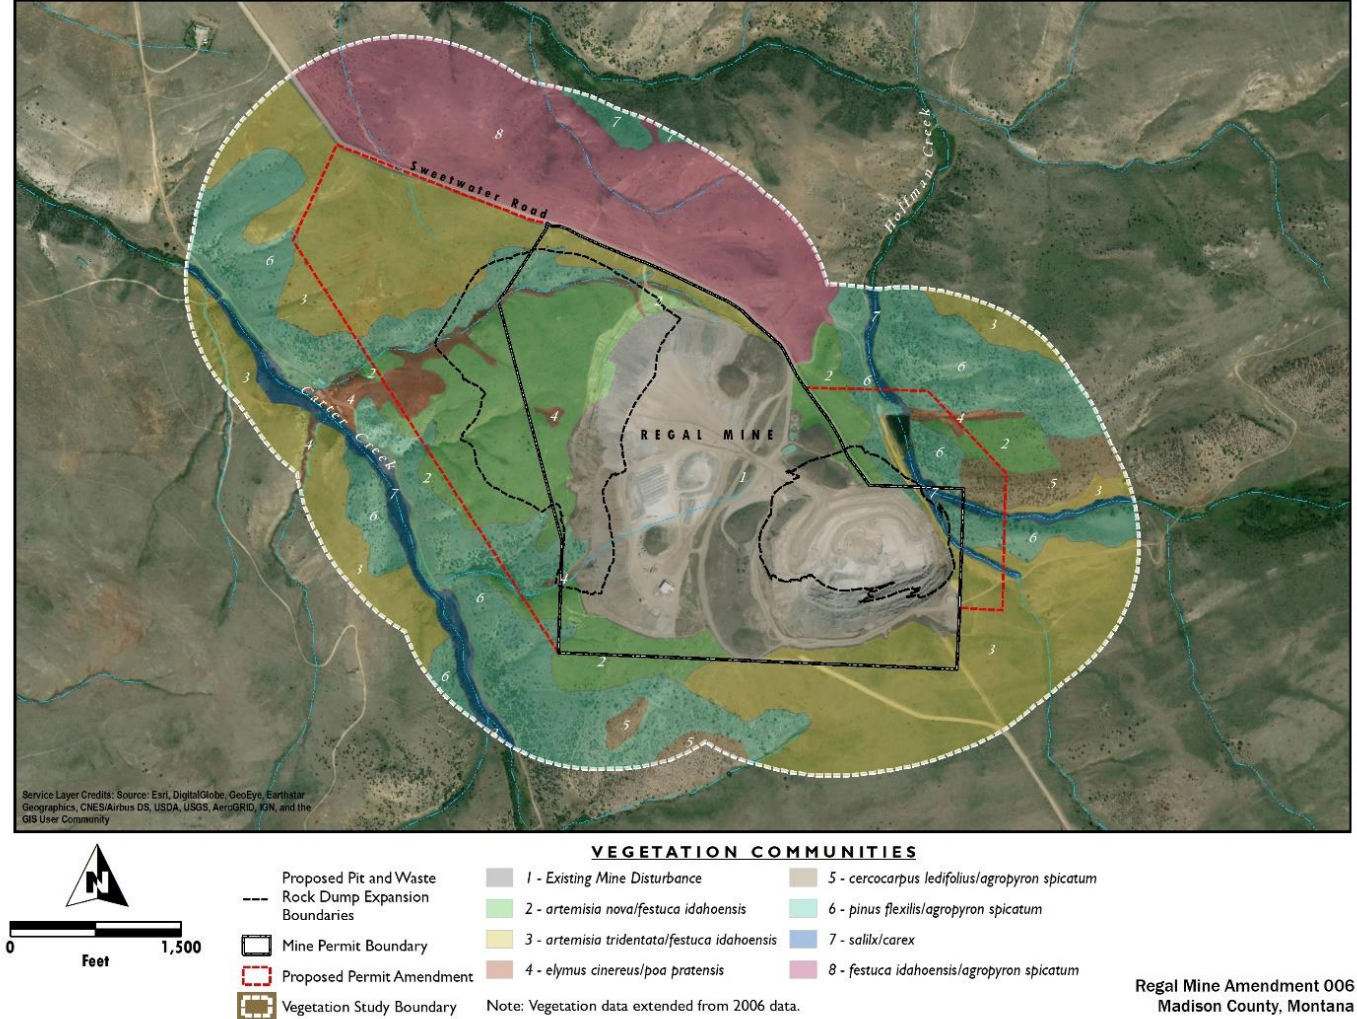 8
7
7
Sweetwater Road
Hoffman Creek
6
3
2
7
3
6
2
6
3
2
4
Carter Creek
4
REGAL MINE
4
2
6
4
2
1
5
3
7
7
6
6
3
4
6
3
2
6
5
5
Service Layer Credits: Source: Esri, DigitalGlobe, GeoEye, Earthstar
Geographics, CNES/Airbus DS, USDA, USGS, AeroGRID, IGN, and the
GIS User Community
N
0 1,500
Feet
Proposed Pit and Waste
Rock Dump Expansion
Boundaries
Mine Permit Boundary
Proposed Permit Amendment
Vegetation Study Boundary
VEGETATION COMMUNITIES
1 - Existing Mine Disturbance
2 - artemisia nova/festuca idahoensis
3 - artemisia tridentata/festuca idahoensis
4 - elymus cinereus/poa pratensis
5 - cercocarpus ledifolius/agropyron spicatum
6 - pinus flexilis/agropyron spicatum
7 - salilx/carex
8 - festuca idahoensis/agropyron spicatum
Note: Vegetation data extended from 2006 data.
Regal Mine Amendment 006
Madison County, Montana